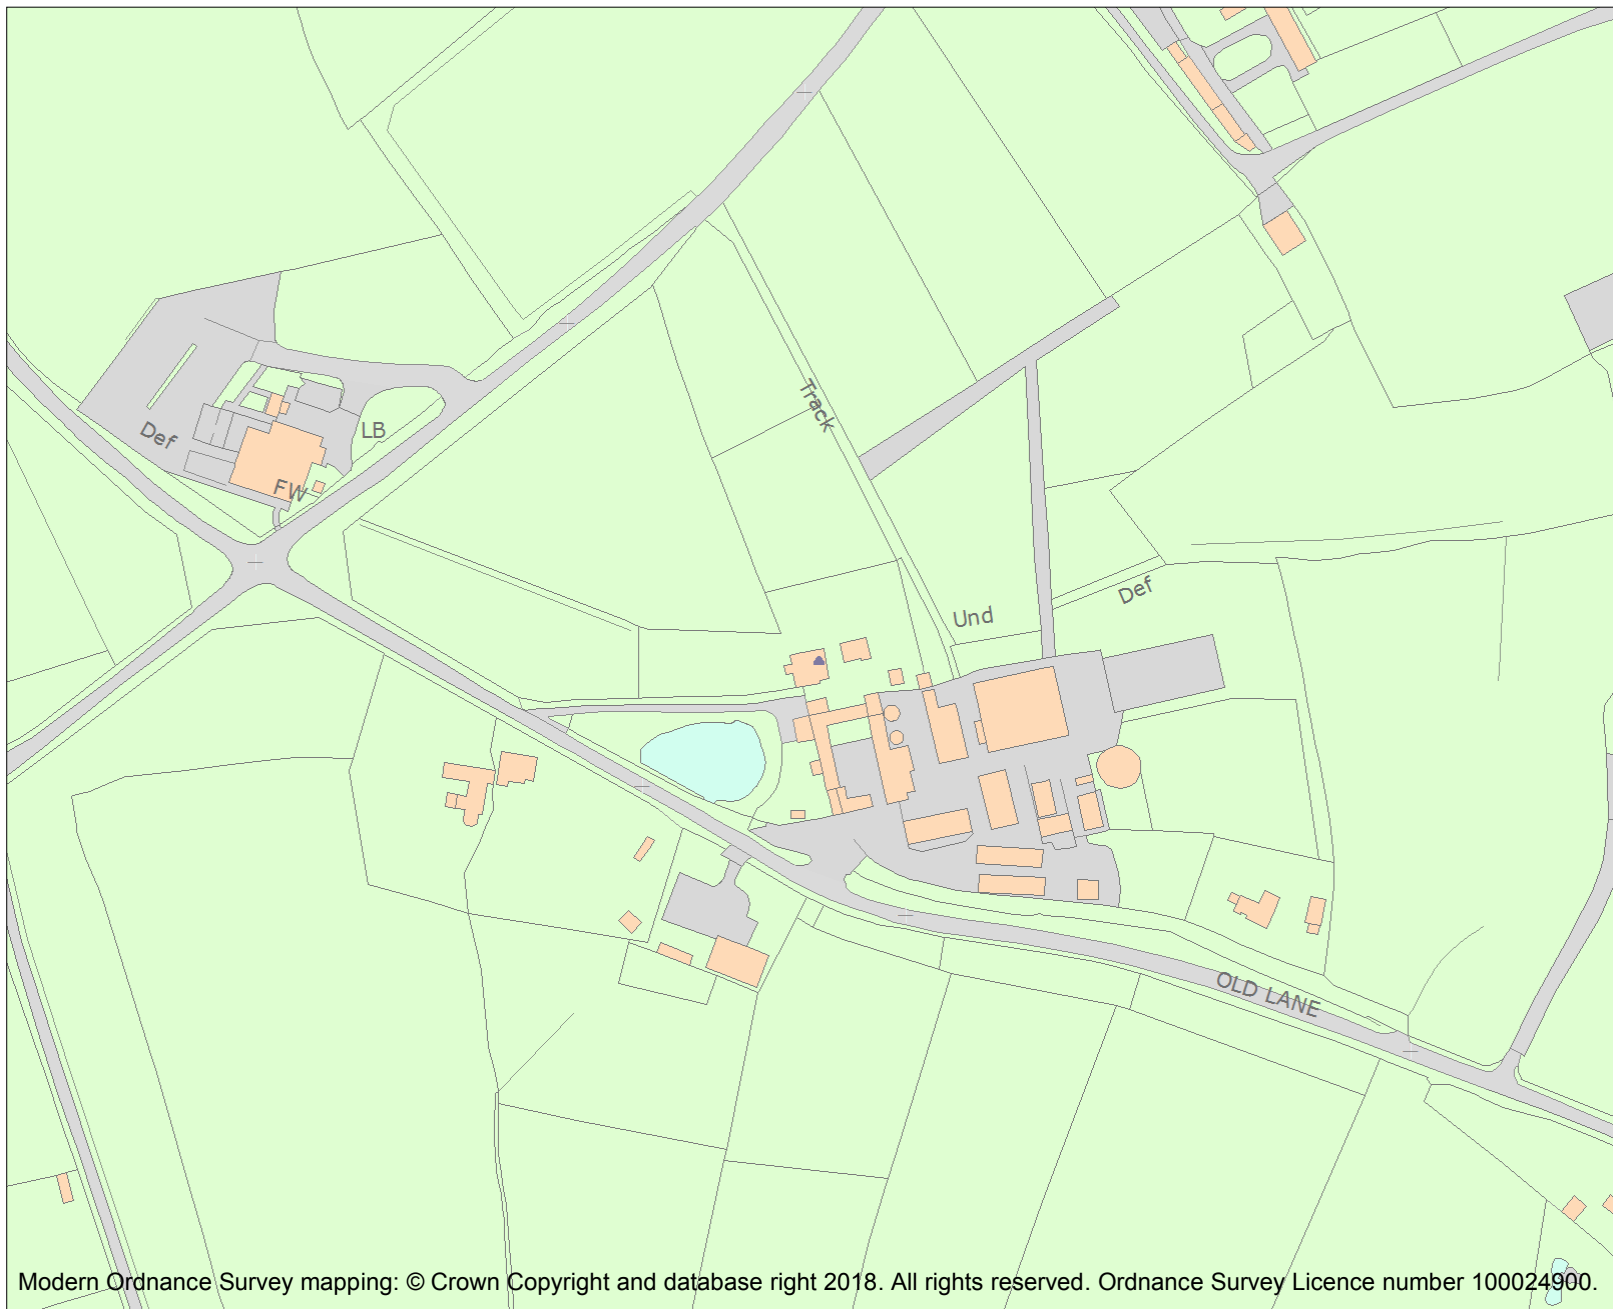 Track
Def
LB
FW
Und
Def
OLD LANE
Modern Ordnance Survey mapping: © Crown Copyright and database right 2018. All rights reserved. Ordnance Survey Licence number 100024900.